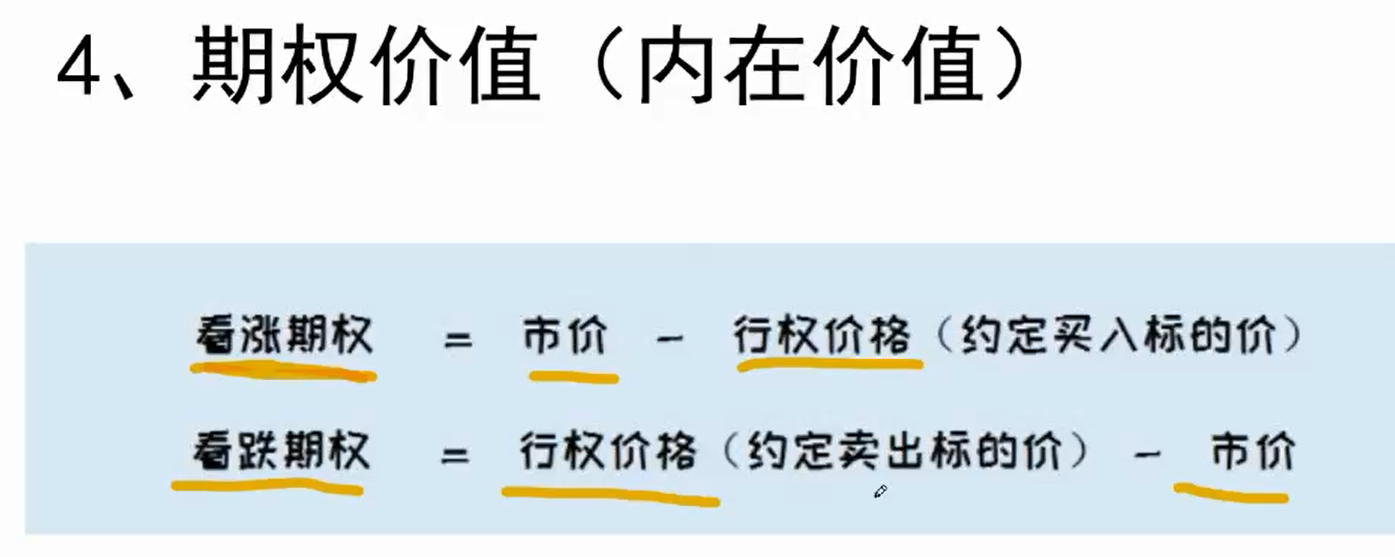 4、期权价值（内在价值）
看涨期权 = 市价 - 行权价格（约定买入标的价）
看跌期权 = 行权价格（约定卖出标的价） - 市价